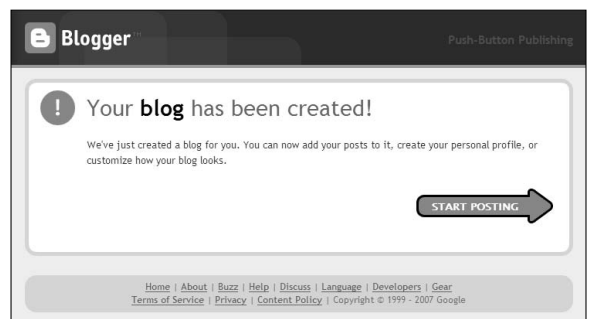 Blogger™
Push-Button Publishing
! Your blog has been created!
We've just created a blog for you. You can now add your posts to it, create your personal profile, or
customize how your blog looks.
START POSTING
Home | About | Buzz | Help | Discuss | Language | Developers | Gear
Terms of Service | Privacy | Content Policy | Copyright © 1999 - 2007 Google